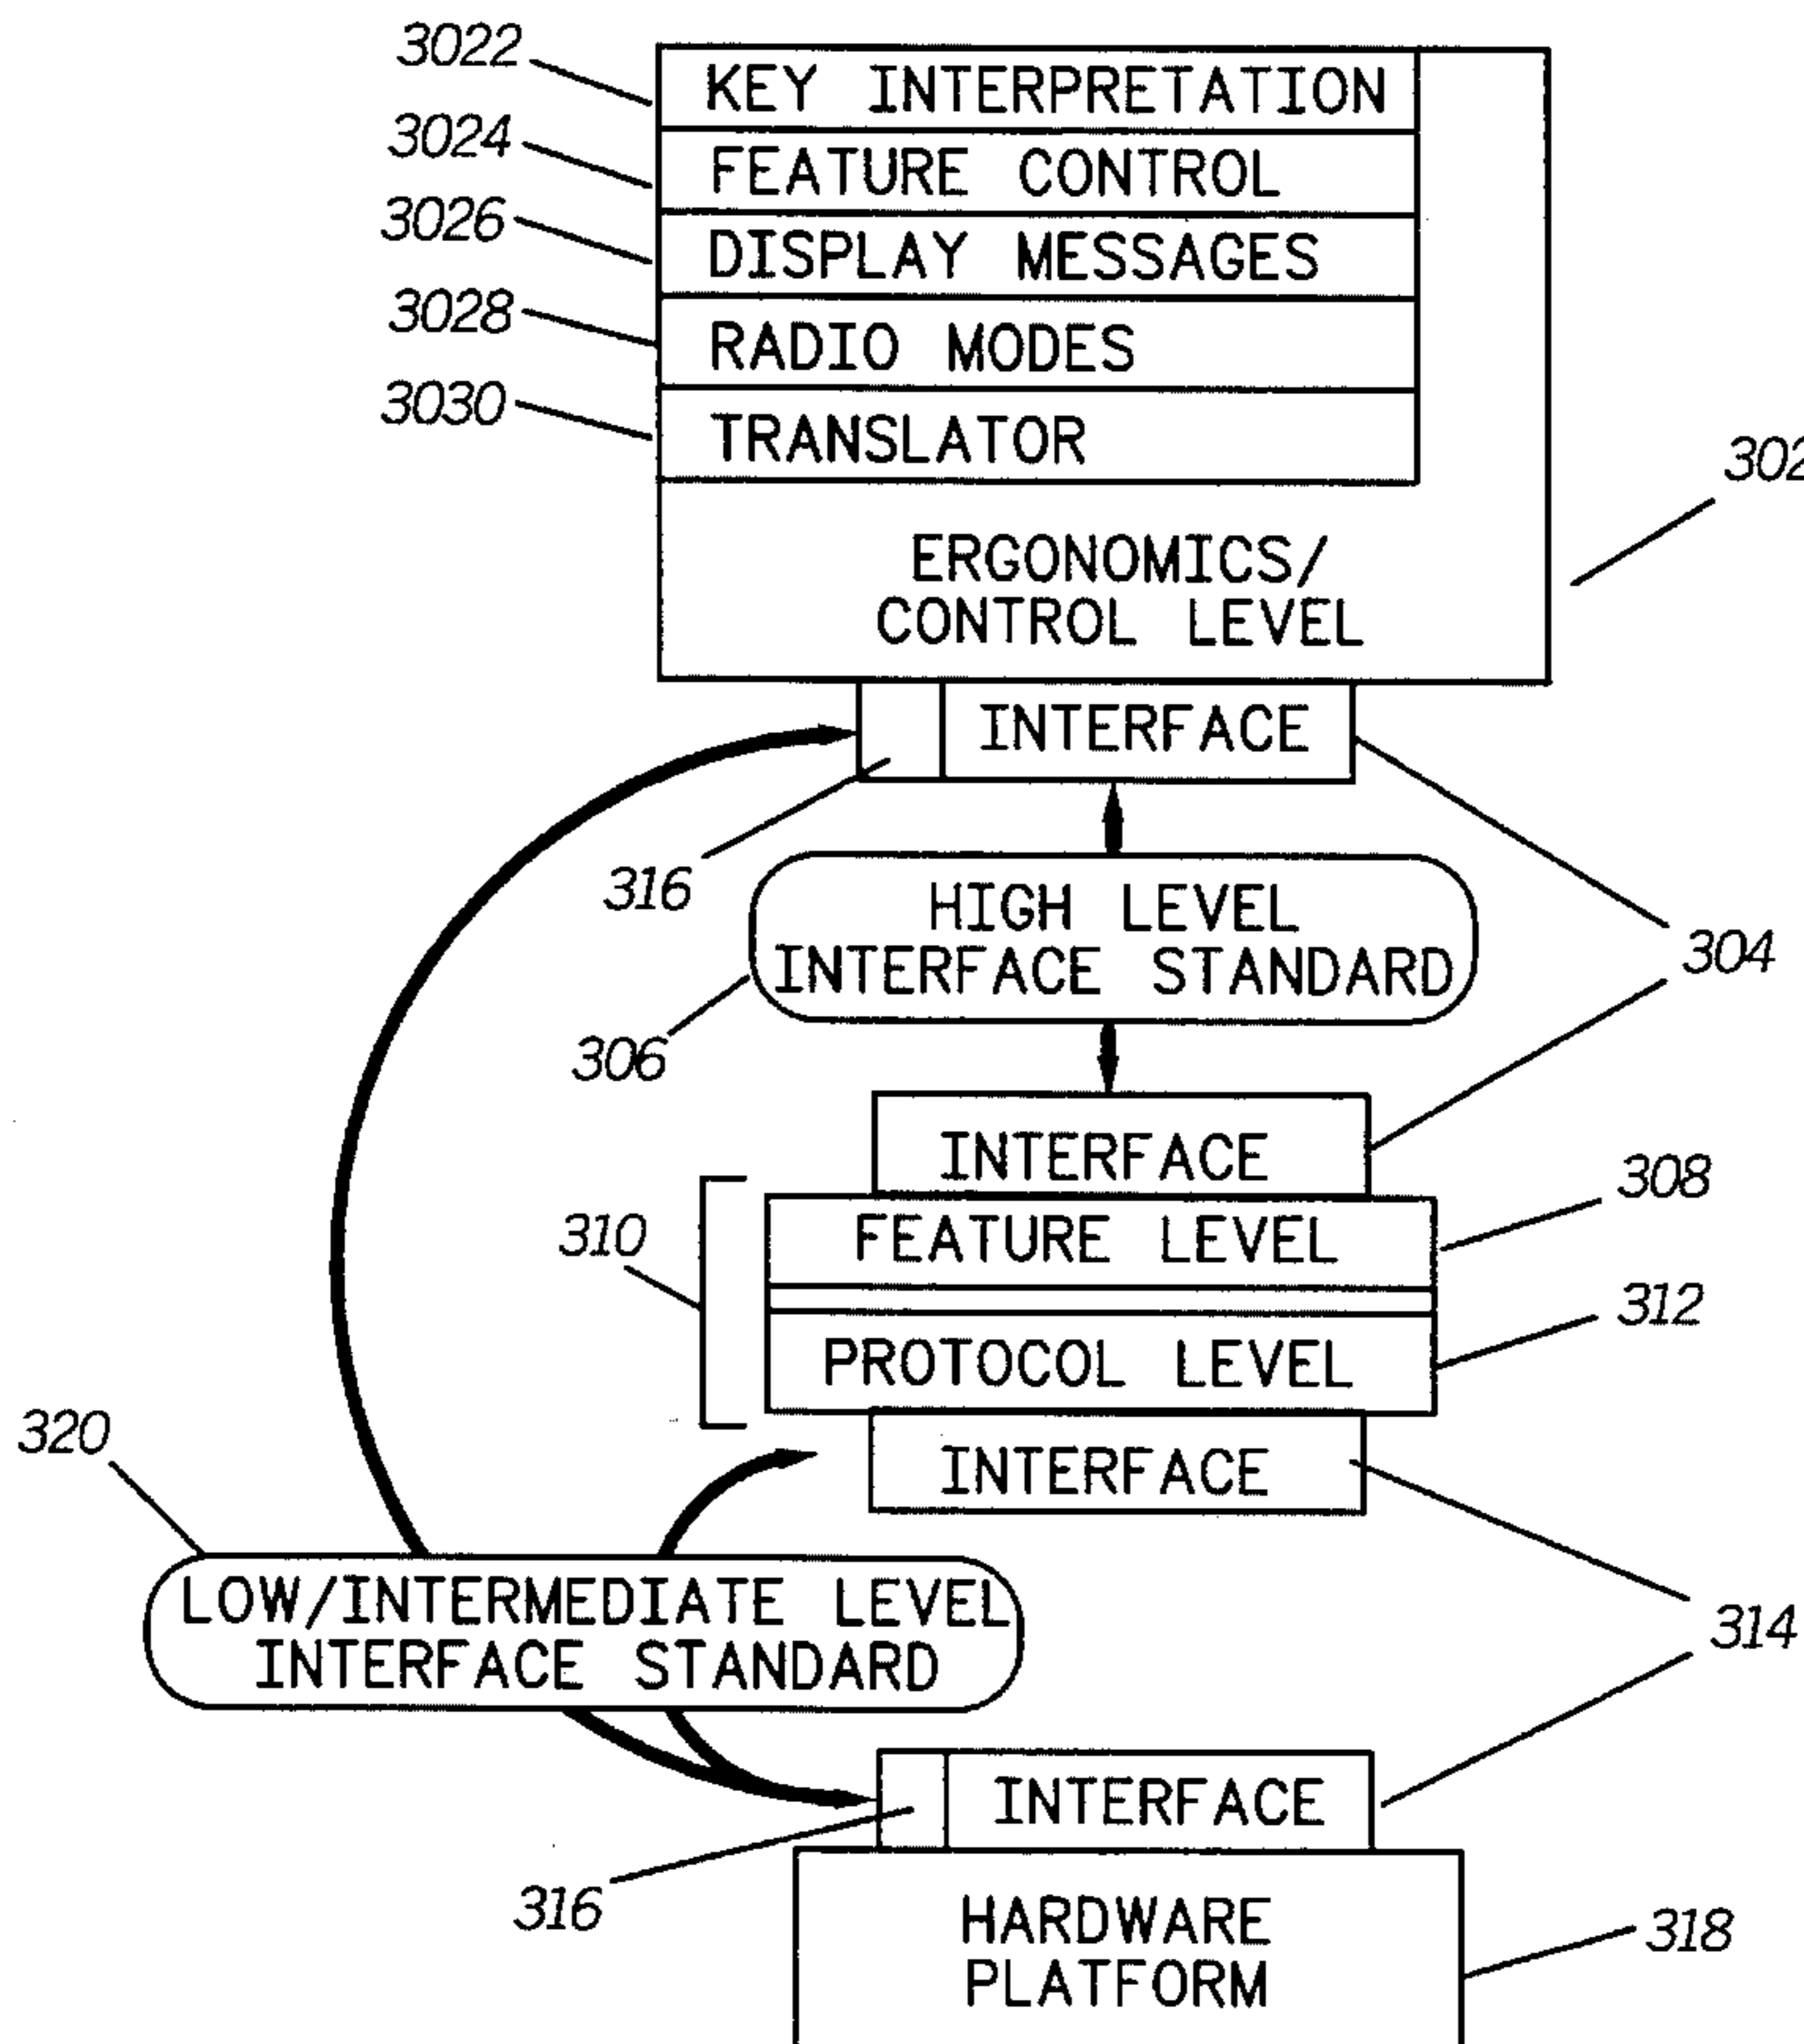 3022
KEY INTERPRETATION
3024
FEATURE CONTROL
3026
DISPLAY MESSAGES
3028
RADIO MODES
3030
TRANSLATOR
302
ERGONOMICS/
CONTROL LEVEL
INTERFACE
316
HIGH LEVEL
INTERFACE STANDARD
304
306
INTERFACE
308
310
FEATURE LEVEL
312
PROTOCOL LEVEL
320
INTERFACE
LOW/INTERMEDIATE LEVEL
INTERFACE STANDARD
314
INTERFACE
316
HARDWARE
PLATFORM
318